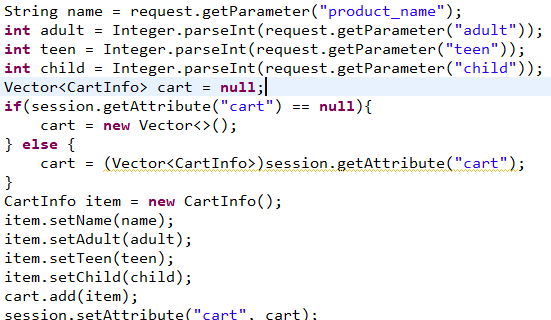 String name = request.getParameter("product_name");
int adult = Integer.parseInt(request.getParameter("adult"));
int teen = Integer.parseInt(request.getParameter("teen"));
int child = Integer.parseInt(request.getParameter("child"));
Vector<CartInfo> cart = null;
if(session.getAttribute("cart") == null){
    cart = new Vector<>();
} else {
    cart = (Vector<CartInfo>)session.getAttribute("cart");
}
CartInfo item = new CartInfo();
item.setName(name);
item.setAdult(adult);
item.setTeen(teen);
item.setChild(child);
cart.add(item);
session.setAttribute("cart", cart);